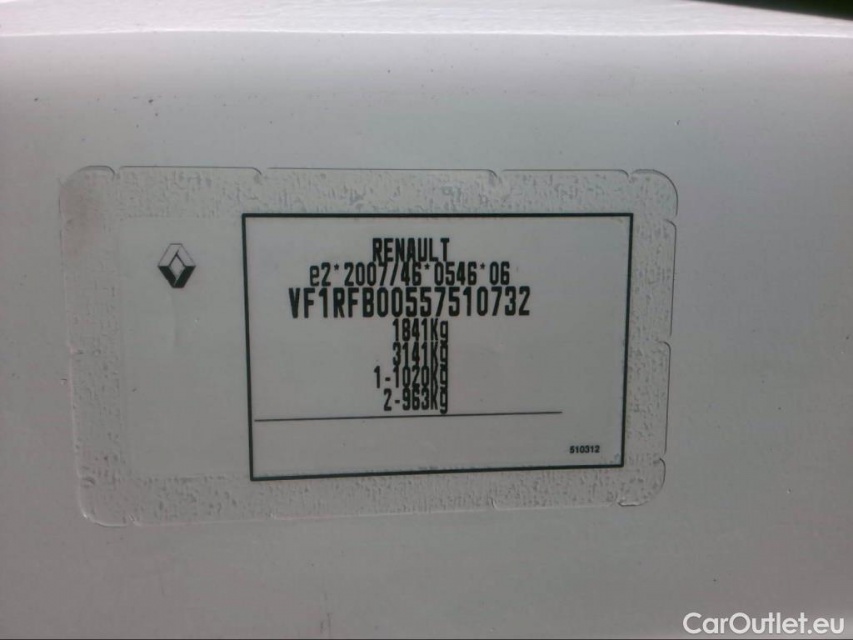 RENAULT
e2*2007/46*0546*06
VF1RFB00557510732
1841Kg
3141Kg
1-1020Kg
2-963Kg
510312
CarOutlet.eu